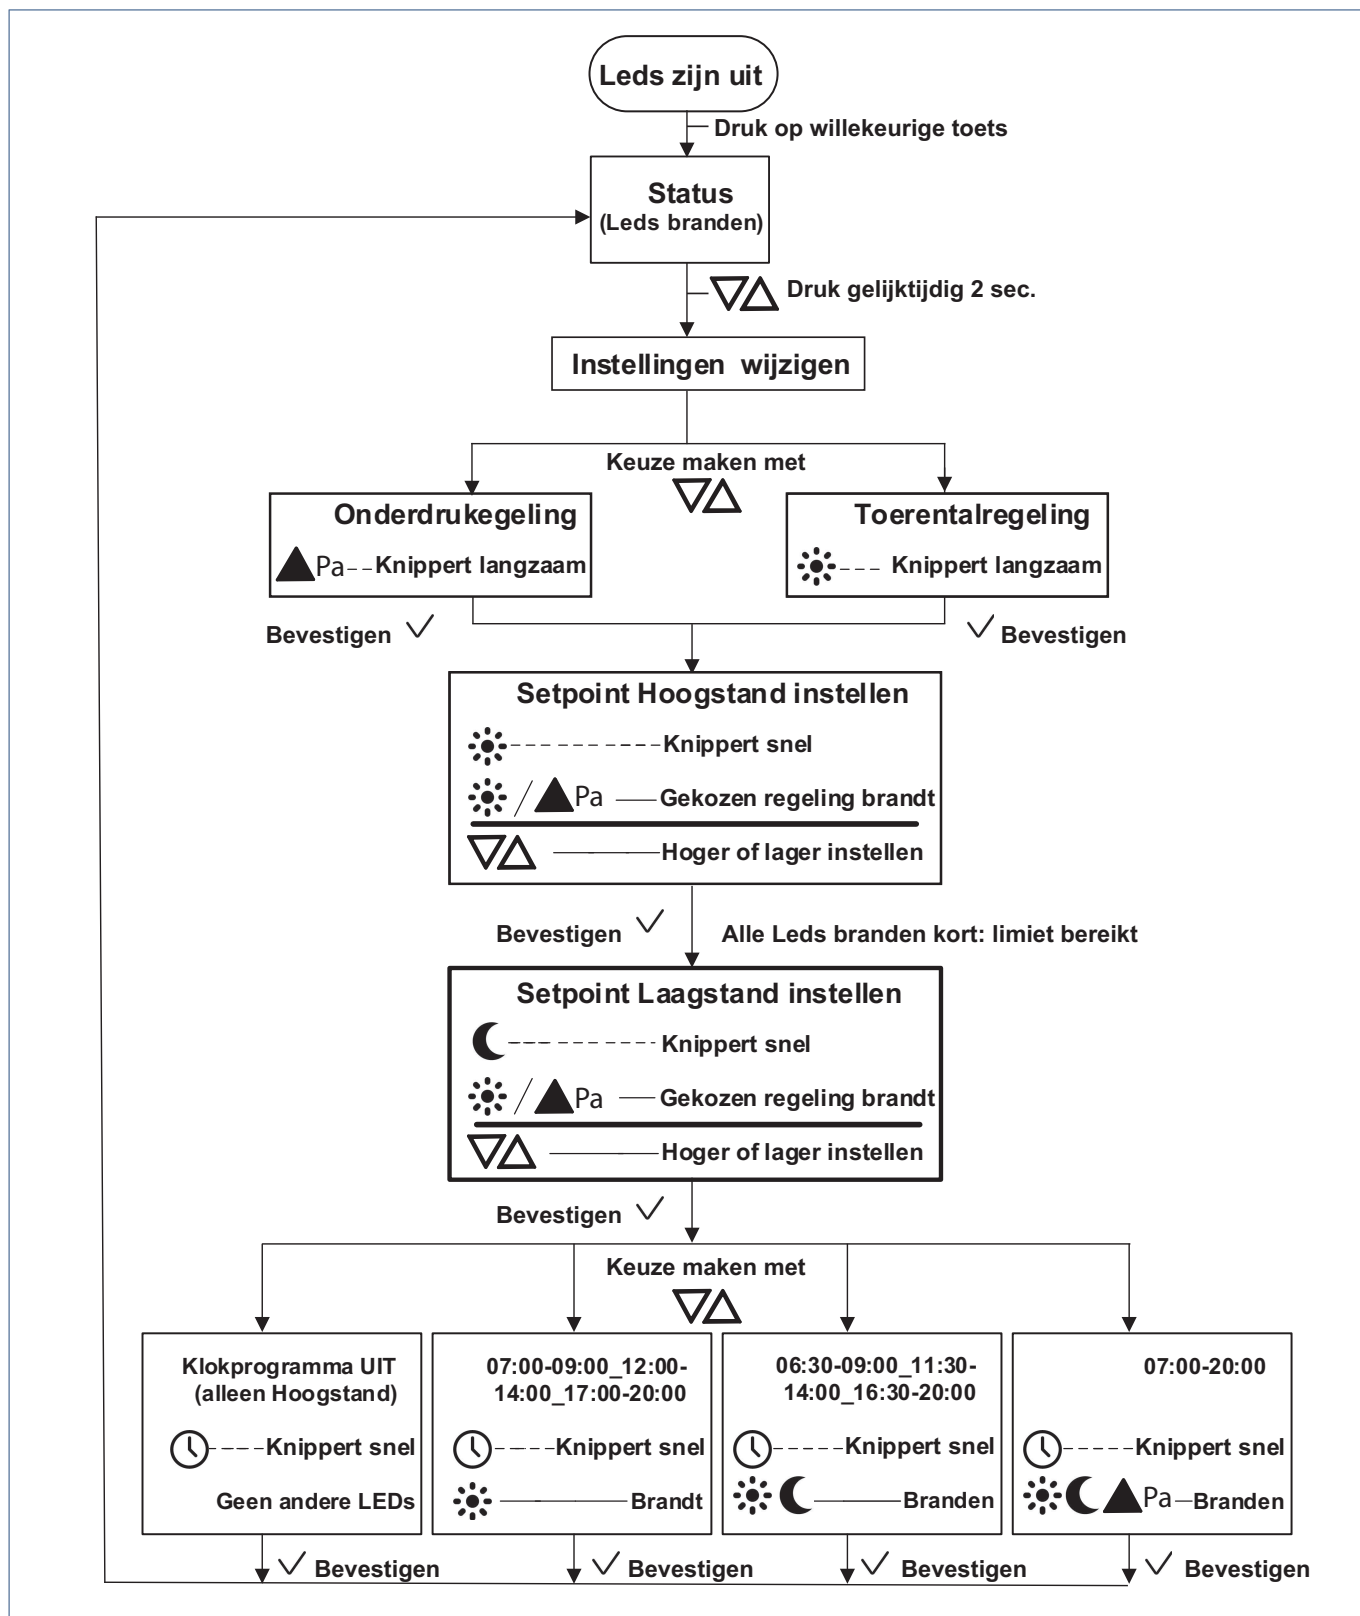 Leds zijn uit
Druk op willekeurige toets
Status
(Leds branden)
Druk gelijktijdig 2 sec.
Instellingen wijzigen
Keuze maken met
Onderdrukegeling
Pa Knippert langzaam
Toerentalregeling
Knippert langzaam
Bevestigen
Bevestigen
Setpoint Hoogstand instellen
Knippert snel
/ Pa Gekozen regeling brandt
Hoger of lager instellen
Bevestigen
Alle Leds branden kort: limiet bereikt
Setpoint Laagstand instellen
Knippert snel
/ Pa Gekozen regeling brandt
Hoger of lager instellen
Bevestigen
Keuze maken met
Klokprogramma UIT
(alleen Hoogstand)
Knippert snel
Geen andere LEDs
07:00-09:00_12:00-
14:00_17:00-20:00
Knippert snel
Brandt
06:30-09:00_11:30-
14:00_16:30-20:00
Knippert snel
Branden
07:00-20:00
Knippert snel
Pa Branden
Bevestigen
Bevestigen
Bevestigen
Bevestigen